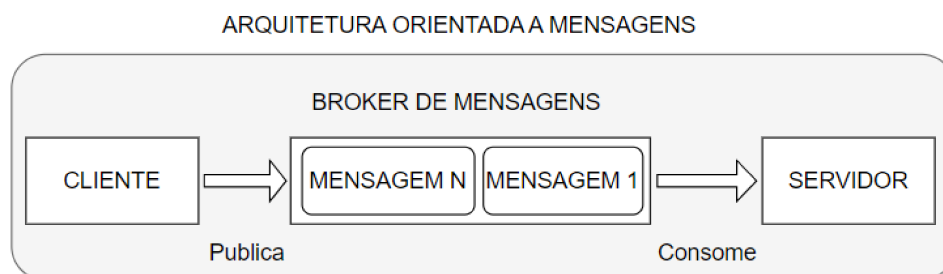 ARQUITETURA ORIENTADA A MENSAGENS
BROKER DE MENSAGENS
CLIENTE
MENSAGEM N
MENSAGEM 1
SERVIDOR
Publica
Consome